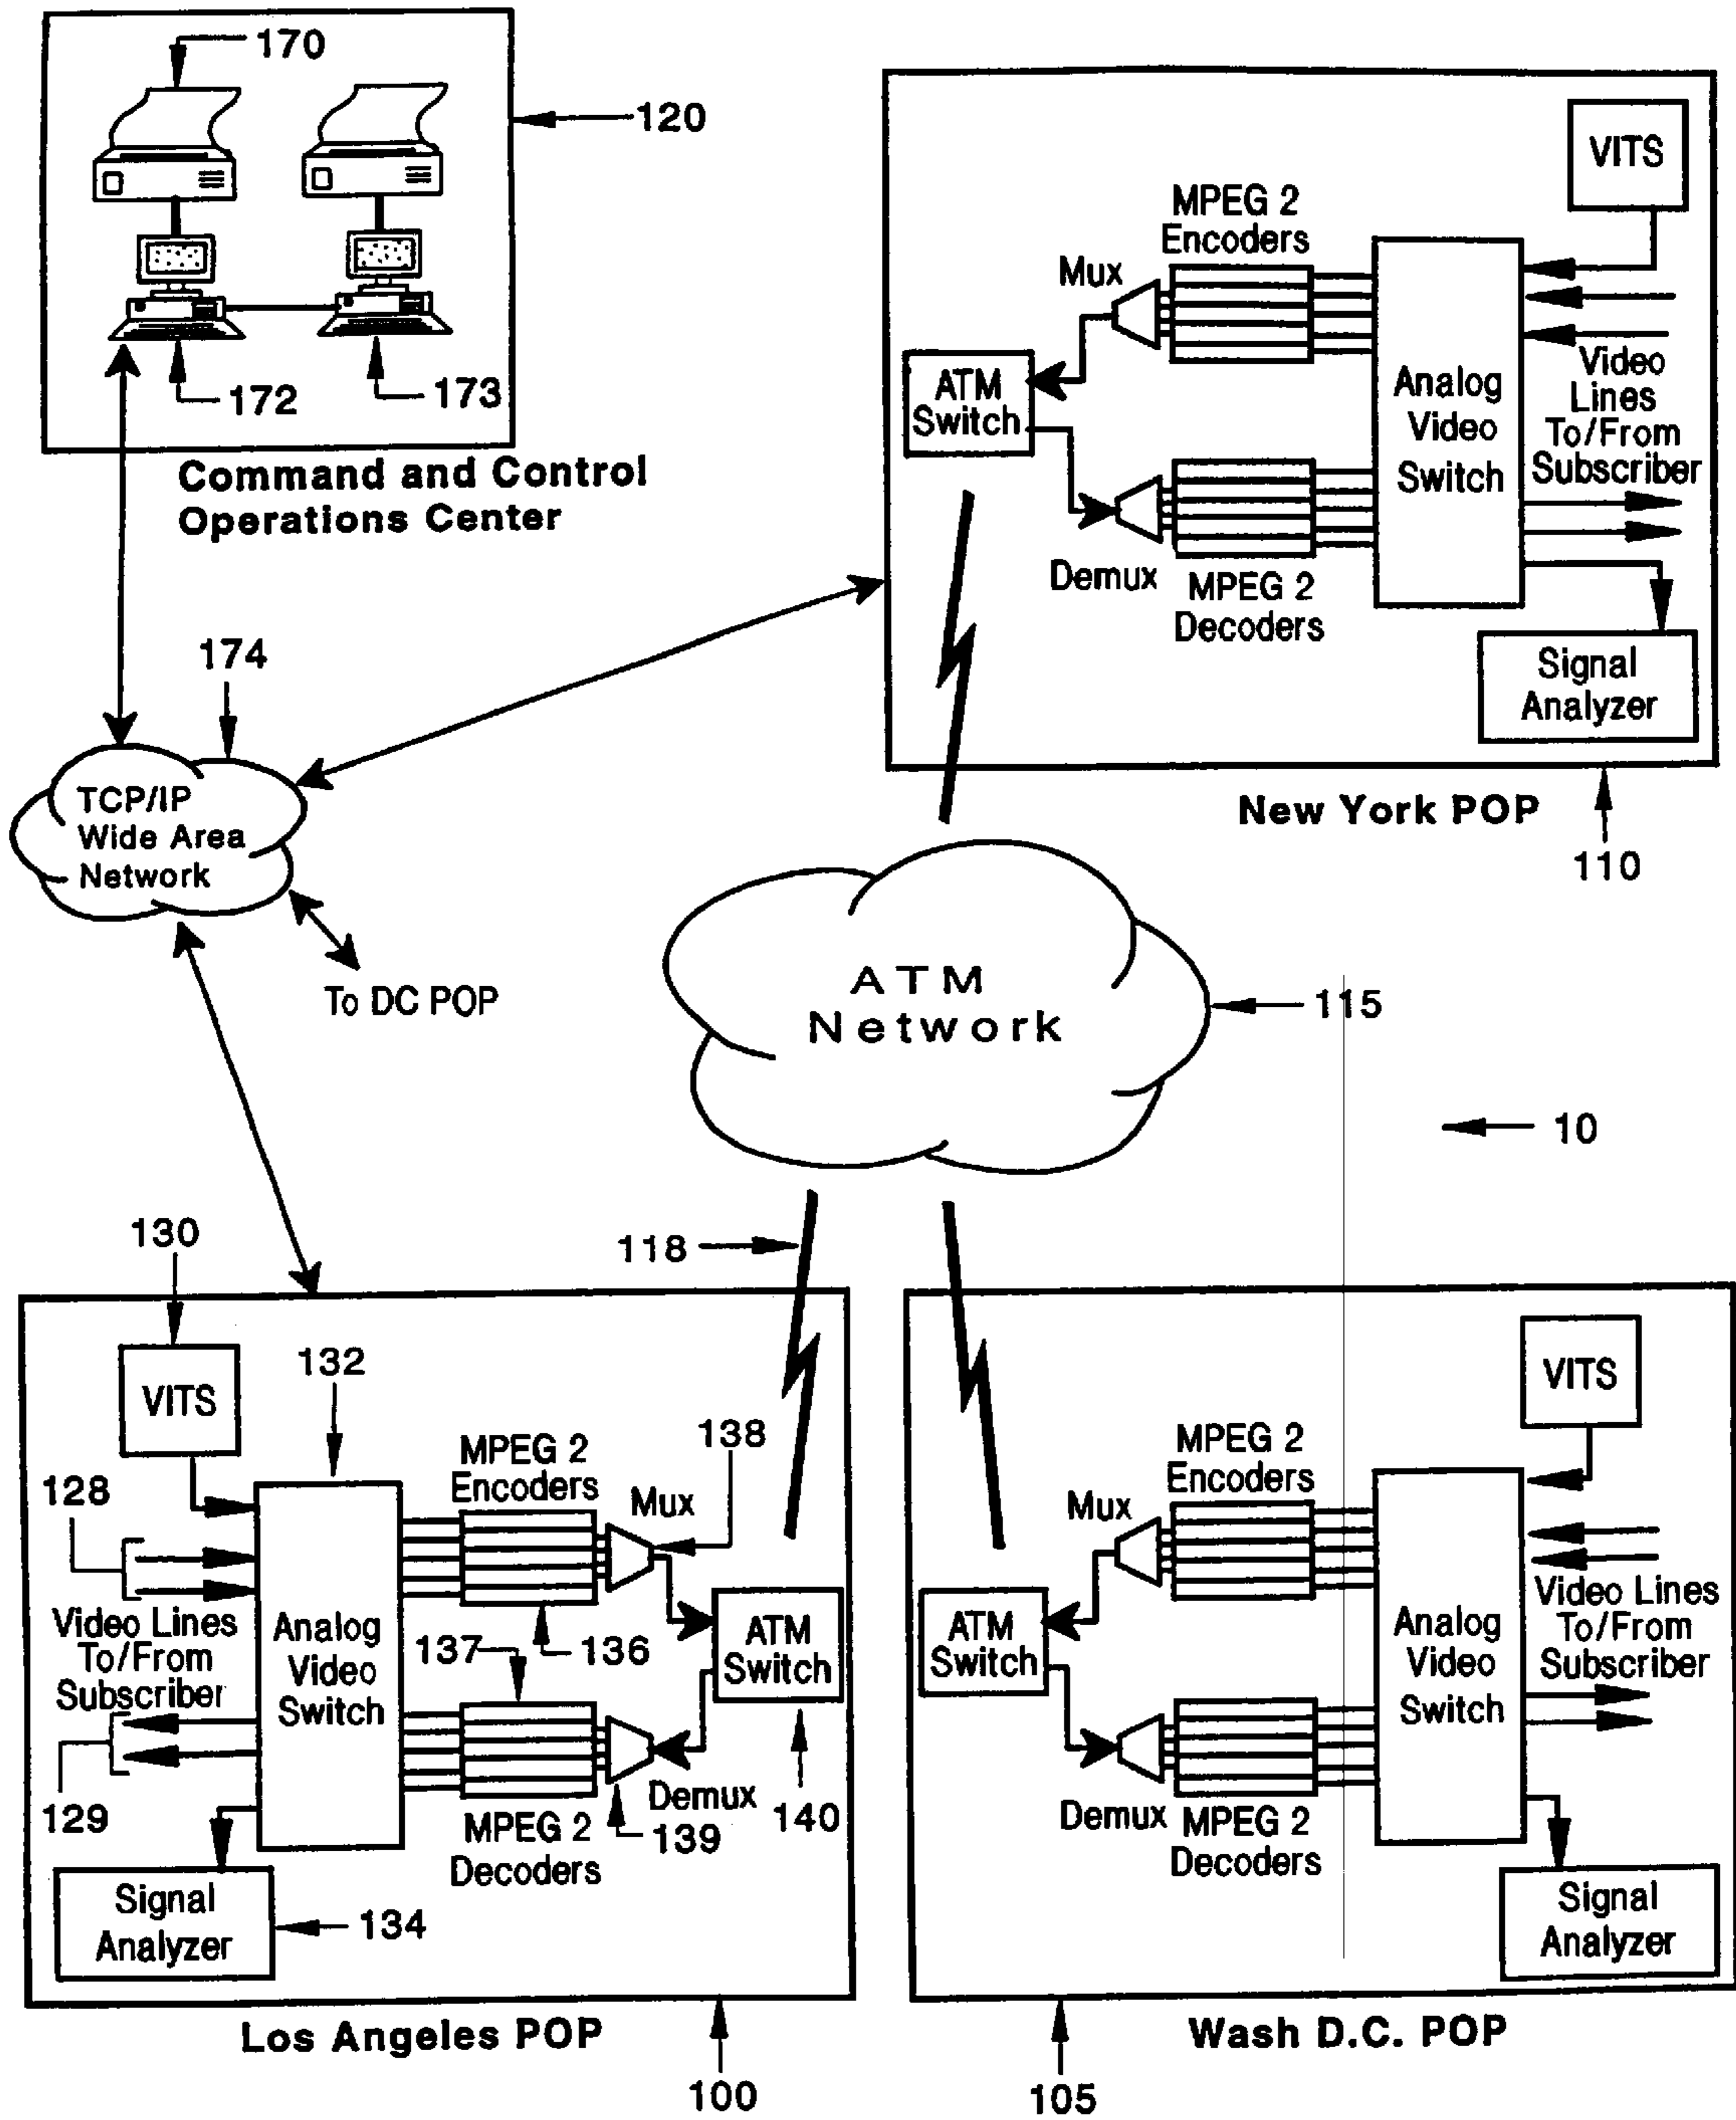 170
120
172
173
Command and Control
Operations Center
VITS
MPEG 2
Encoders
Mux
ATM
Switch
Analog
Video
Switch
Video
Lines
To/From
Subscriber
Demux
MPEG 2
Decoders
Signal
Analyzer
New York POP
110
174
TCP/IP
Wide Area
Network
To DC POP
ATM
Network
115
10
118
130
VITS
132
128
MPEG 2
Encoders
Mux
138
Video Lines
To/From
Subscriber
Analog
Video
Switch
137
136
ATM
Switch
129
MPEG 2
Decoders
Demux
139
140
Signal
Analyzer
134
Los Angeles POP
100
VITS
MPEG 2
Encoders
Mux
ATM
Switch
Analog
Video
Switch
Video Lines
To/From
Subscriber
Demux
MPEG 2
Decoders
Signal
Analyzer
Wash D.C. POP
105